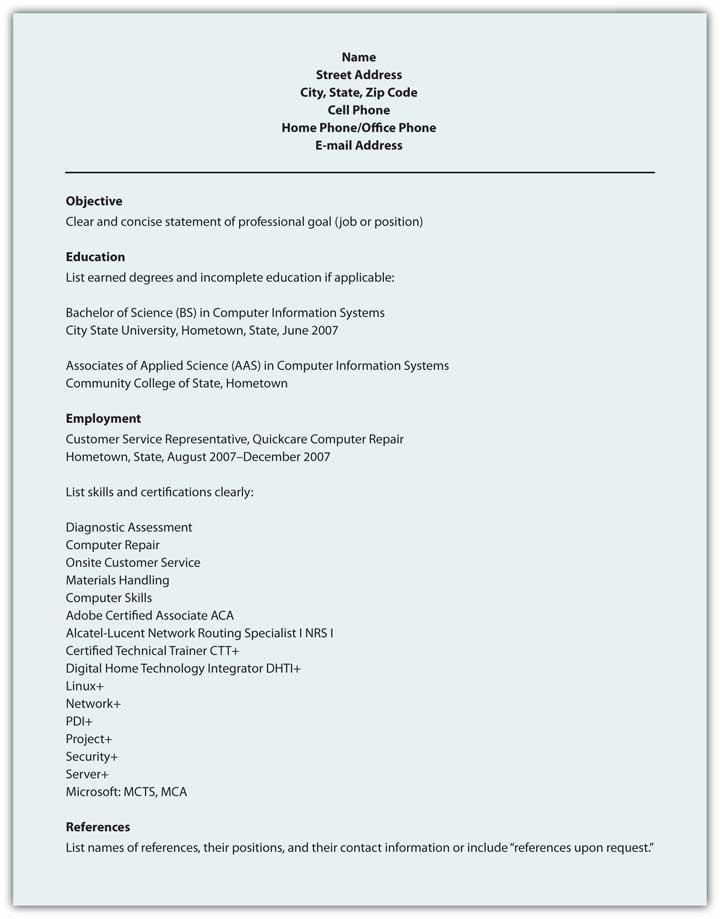 Name
Street Address
City, State, Zip Code
Cell Phone
Home Phone/Office Phone
E-mail Address
Objective
Clear and concise statement of professional goal (job or position)
Education
List earned degrees and incomplete education if applicable:
Bachelor of Science (BS) in Computer Information Systems
City State University, Hometown, State, June 2007
Associates of Applied Science (AAS) in Computer Information Systems
Community College of State, Hometown
Employment
Customer Service Representative, Quickcare Computer Repair
Hometown, State, August 2007–December 2007
List skills and certifications clearly:
Diagnostic Assessment
Computer Repair
Onsite Customer Service
Materials Handling
Computer Skills
Adobe Certified Associate ACA
Alcatel-Lucent Network Routing Specialist I NRS I
Certified Technical Trainer CTT+
Digital Home Technology Integrator DHTI+
Linux+
Network+
PDI+
Project+
Security+
Server+
Microsoft: MCTS, MCA
References
List names of references, their positions, and their contact information or include “references upon request.”